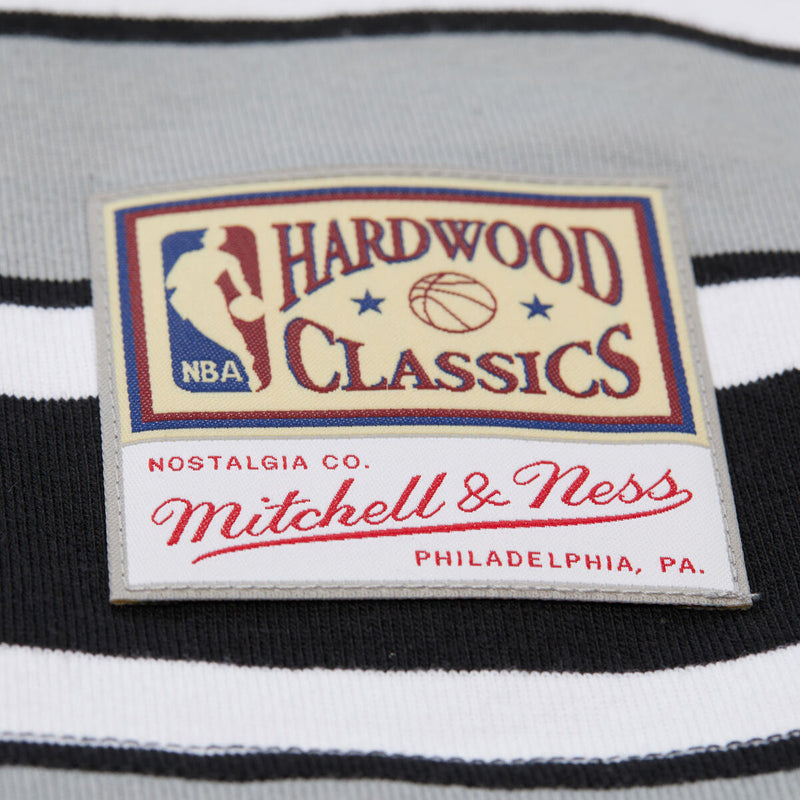 HARDWOOD
CLASSICS
NBA
NOSTALGIA CO.
Mitchell & Ness
PHILADELPHIA, PA.